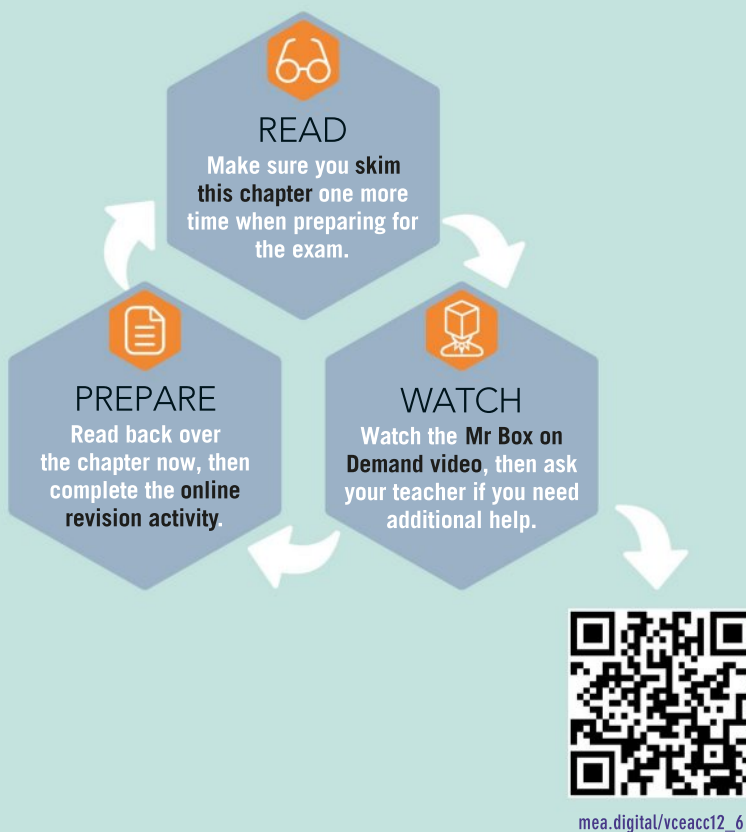 READ
Make sure you skim
this chapter one more
time when preparing for
the exam.
PREPARE
Read back over
the chapter now, then
complete the online
revision activity.
WATCH
Watch the Mr Box on
Demand video, then ask
your teacher if you need
additional help.
mea.digital/vceacc12_6